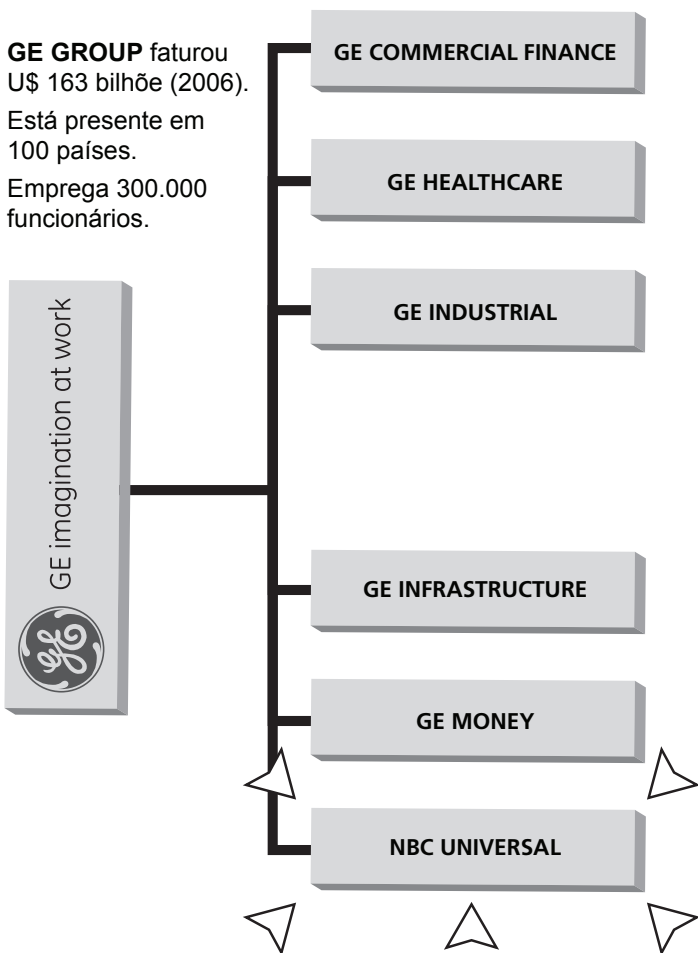 GE GROUP faturou
U$ 163 bilhõe (2006).
Está presente em
100 países.
Emprega 300.000
funcionários.
GE imagination at work
GE
GE COMMERCIAL FINANCE
GE HEALTHCARE
GE INDUSTRIAL
GE INFRASTRUCTURE
GE MONEY
NBC UNIVERSAL